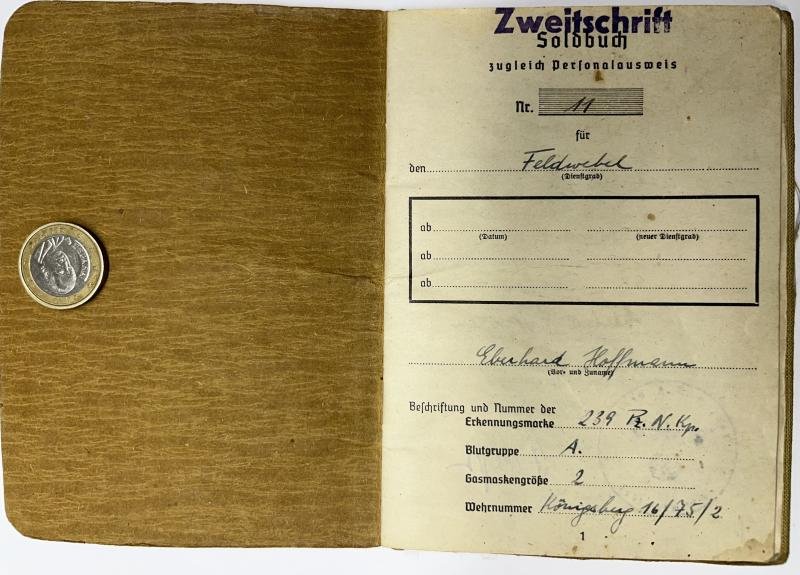 Zweitschrift
Soldbuch
zugleich Personalausweis
Nr. 11
für
den Feldwebel
(Dienstgrad)
ab
(Datum) (neuer Dienstgrad)
ab
ab
Eberhard Hoffmann
(Vor- und Zuname)
Beschriftung und Nummer der
Erkennungsmarke 239 Pz. N. Kp.
Blutgruppe A.
Gasmaskengröße 2
Wehrnummer Königsberg 16/75/2
1